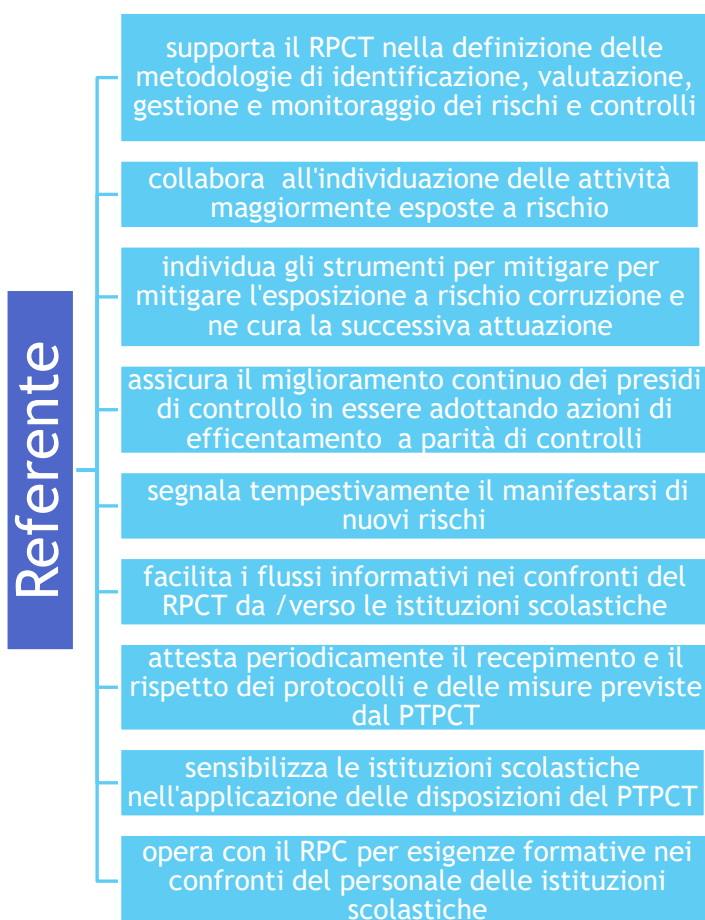 Referente
supporta il RPCT nella definizione delle
metodologie di identificazione, valutazione,
gestione e monitoraggio dei rischi e controlli
collabora  all'individuazione delle attività
maggiormente esposte a rischio
individua gli strumenti per mitigare per
mitigare l'esposizione a rischio corruzione e
ne cura la successiva attuazione
assicura il miglioramento continuo dei presidi
di controllo in essere adottando azioni di
efficentamento  a parità di controlli
segnala tempestivamente il manifestarsi di
nuovi rischi
facilita i flussi informativi nei confronti del
RPCT da /verso le istituzioni scolastiche
attesta periodicamente il recepimento e il
rispetto dei protocolli e delle misure previste
dal PTPCT
sensibilizza le istituzioni scolastiche
nell'applicazione delle disposizioni del PTPCT
opera con il RPC per esigenze formative nei
confronti del personale delle istituzioni
scolastiche